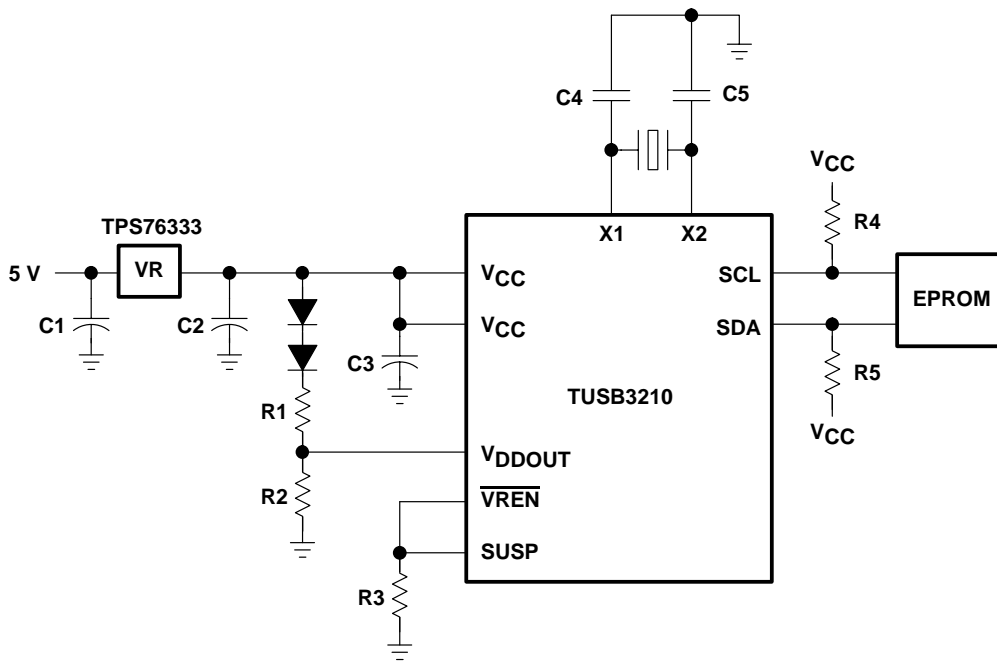 C4
C5
VCC
TPS76333
R4
X1
X2
5 V
VR
VCC
SCL
EPROM
C1
C2
VCC
SDA
C3
R5
R1
TUSB3210
VCC
VDDOUT
R2
VREN
SUSP
R3